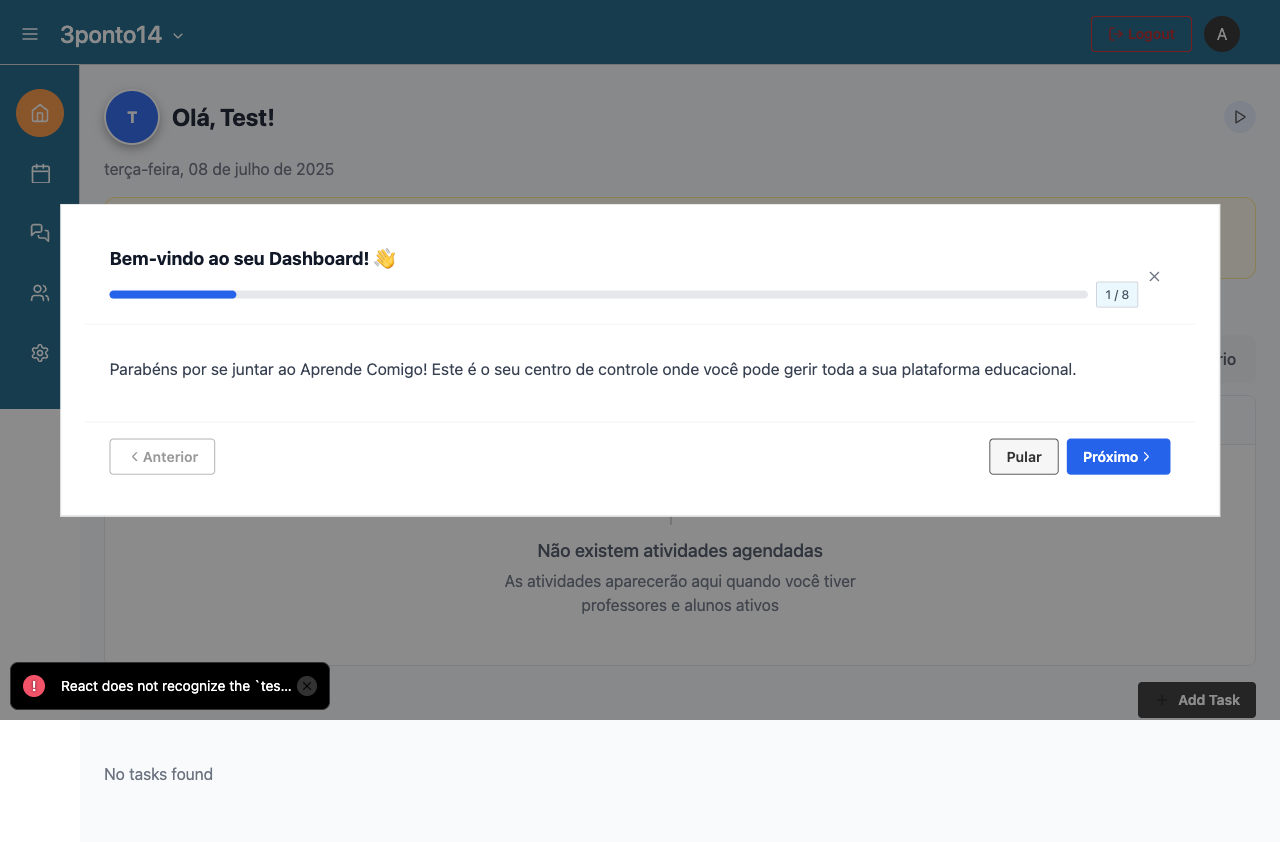 3ponto14
Logout
A
T
Olá, Test!
terça-feira, 08 de julho de 2025
Bem-vindo ao seu Dashboard! 👋
1 / 8
Parabéns por se juntar ao Aprende Comigo! Este é o seu centro de controle onde você pode gerir toda a sua plataforma educacional.
Anterior
Pular
Próximo
Não existem atividades agendadas
As atividades aparecerão aqui quando você tiver
professores e alunos ativos
! React does not recognize the `tes...
Add Task
No tasks found